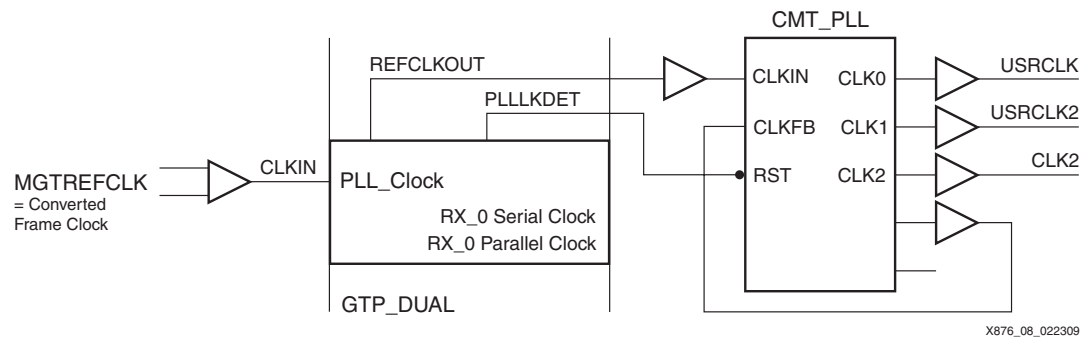 CMT_PLL
REFCLKOUT
CLKIN
CLK0
USRCLK
PLLLKDET
CLKFB
CLK1
USRCLK2
MGTREFCLK
= Converted
Frame Clock
CLKIN
PLL_Clock
RST
CLK2
CLK2
RX_0 Serial Clock
RX_0 Parallel Clock
GTP_DUAL
X876_08_022309